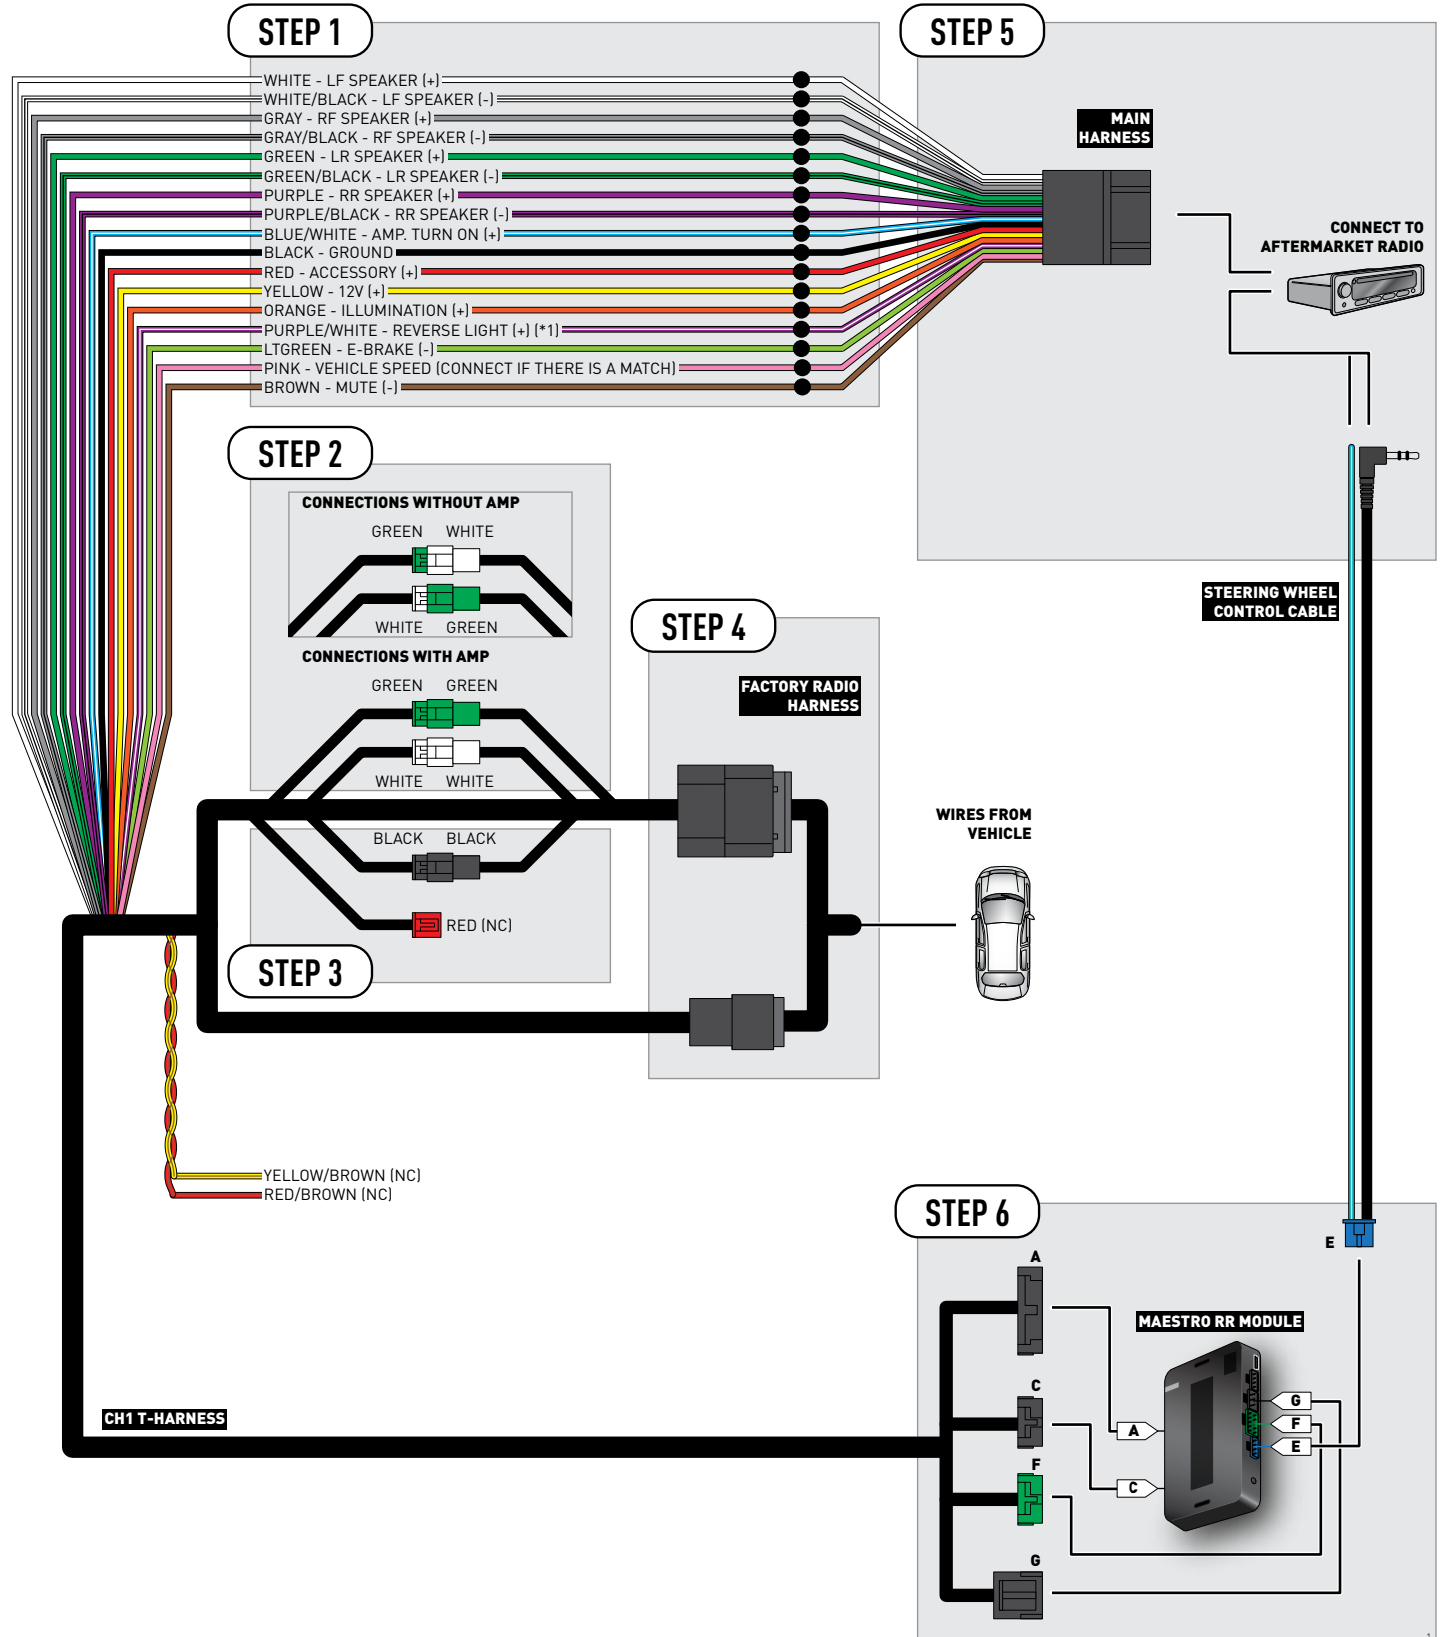 STEP 1
WHITE - LF SPEAKER (+)
WHITE/BLACK - LF SPEAKER (-)
GRAY - RF SPEAKER (+)
GRAY/BLACK - RF SPEAKER (-)
GREEN - LR SPEAKER (+)
GREEN/BLACK - LR SPEAKER (-)
PURPLE - RR SPEAKER (+)
PURPLE/BLACK - RR SPEAKER (-)
BLUE/WHITE - AMP. TURN ON (+)
BLACK - GROUND
RED - ACCESSORY (+)
YELLOW - 12V (+)
ORANGE - ILLUMINATION (+)
PURPLE/WHITE - REVERSE LIGHT (+) (*1)
LTGREEN - E-BRAKE (-)
PINK - VEHICLE SPEED (CONNECT IF THERE IS A MATCH)
BROWN - MUTE (-)
STEP 5
MAIN
HARNESS
CONNECT TO
AFTERMARKET RADIO
STEERING WHEEL
CONTROL CABLE
STEP 2
CONNECTIONS WITHOUT AMP
GREEN WHITE
WHITE GREEN
CONNECTIONS WITH AMP
GREEN GREEN
WHITE WHITE
STEP 4
FACTORY RADIO
HARNESS
WIRES FROM
VEHICLE
BLACK BLACK
RED (NC)
STEP 3
YELLOW/BROWN (NC)
RED/BROWN (NC)
CH1 T-HARNESS
STEP 6
E
A
MAESTRO RR MODULE
C
G
F
A
E
F
C
G
1